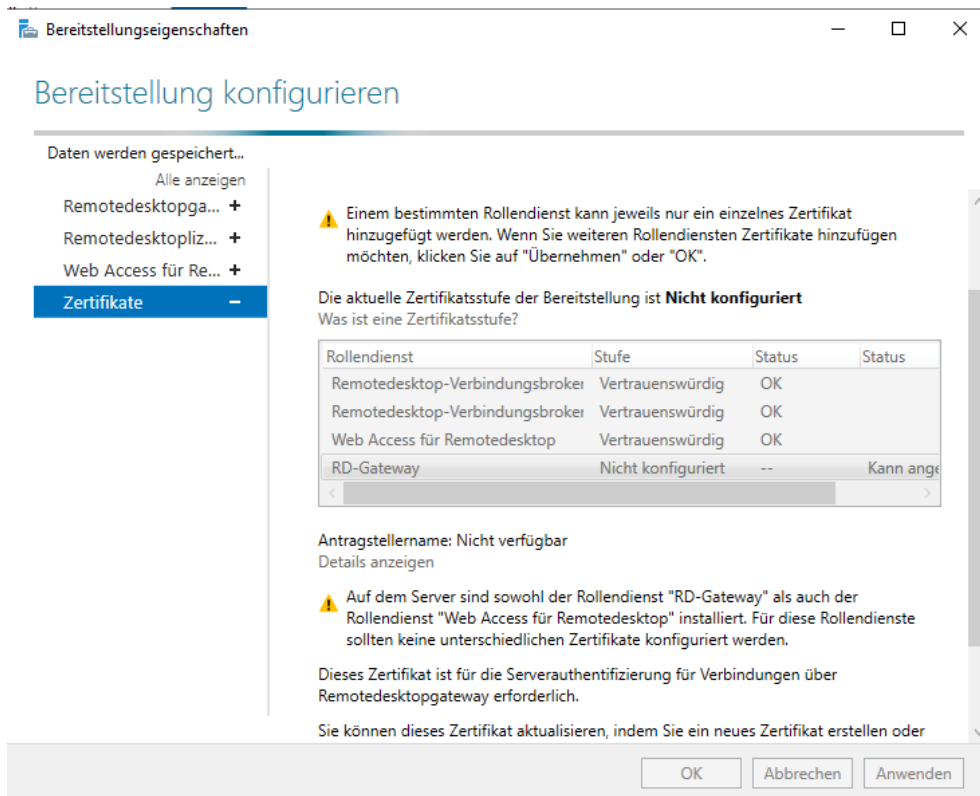 Bereitstellungseigenschaften
Bereitstellung konfigurieren
Daten werden gespeichert...
Alle anzeigen
Remotedesktopga... +
Remotedesktopliz... +
Web Access für Re... +
Zertifikate –
Einem bestimmten Rollendienst kann jeweils nur ein einzelnes Zertifikat
hinzugefügt werden. Wenn Sie weiteren Rollendiensten Zertifikate hinzufügen
möchten, klicken Sie auf "Übernehmen" oder "OK".
Die aktuelle Zertifikatsstufe der Bereitstellung ist Nicht konfiguriert
Was ist eine Zertifikatsstufe?
Rollendienst Stufe Status Status
Remotedesktop-Verbindungsbroker Vertrauenswürdig OK
Remotedesktop-Verbindungsbroker Vertrauenswürdig OK
Web Access für Remotedesktop Vertrauenswürdig OK
RD-Gateway Nicht konfiguriert -- Kann ange
Antragstellername: Nicht verfügbar
Details anzeigen
Auf dem Server sind sowohl der Rollendienst "RD-Gateway" als auch der
Rollendienst "Web Access für Remotedesktop" installiert. Für diese Rollendienste
sollten keine unterschiedlichen Zertifikate konfiguriert werden.
Dieses Zertifikat ist für die Serverauthentifizierung für Verbindungen über
Remotedesktopgateway erforderlich.
Sie können dieses Zertifikat aktualisieren, indem Sie ein neues Zertifikat erstellen oder
OK Abbrechen Anwenden